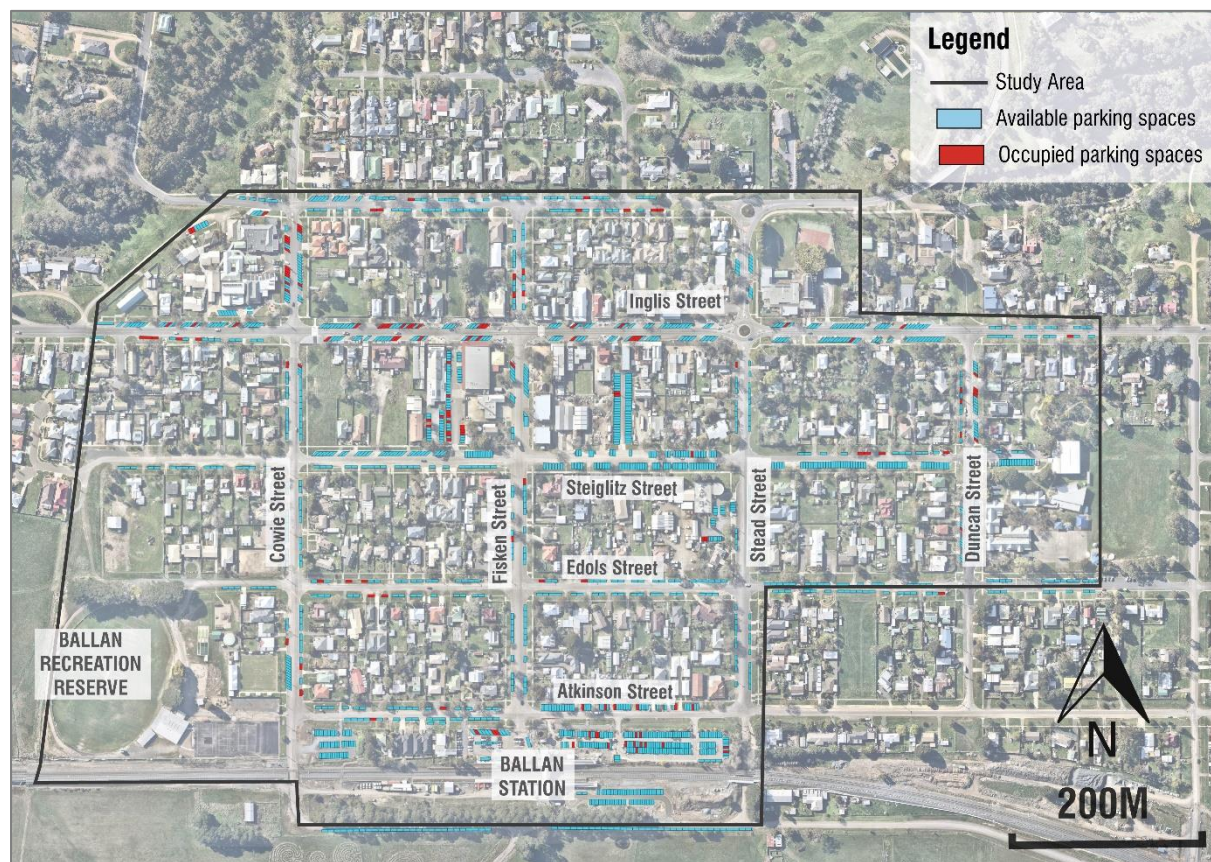 Legend
Study Area
Available parking spaces
Occupied parking spaces
Inglis Street
Steiglitz Street
Cowie Street
Fisken Street
Stead Street
Duncan Street
Edols Street
BALLAN
RECREATION
RESERVE
Atkinson Street
BALLAN
STATION
N
200M